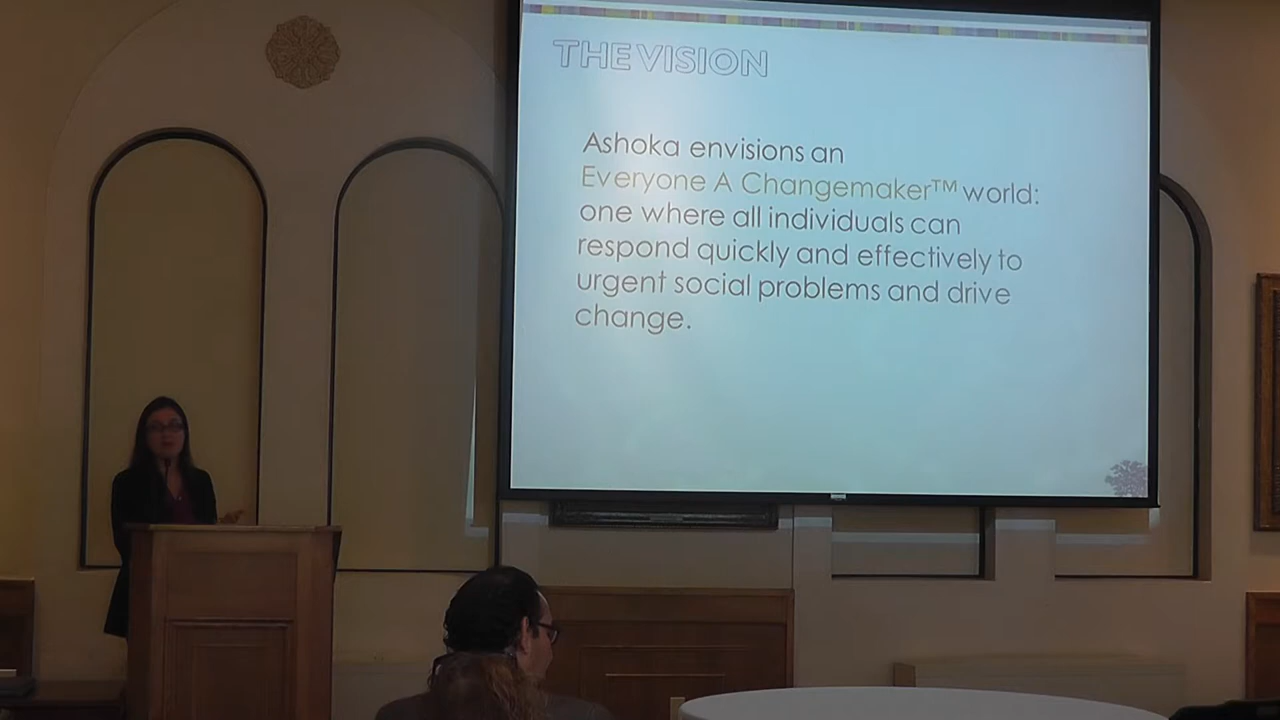 THE VISION
Ashoka envisions an
Everyone A Changemaker™ world:
one where all individuals can
respond quickly and effectively to
urgent social problems and drive
change.